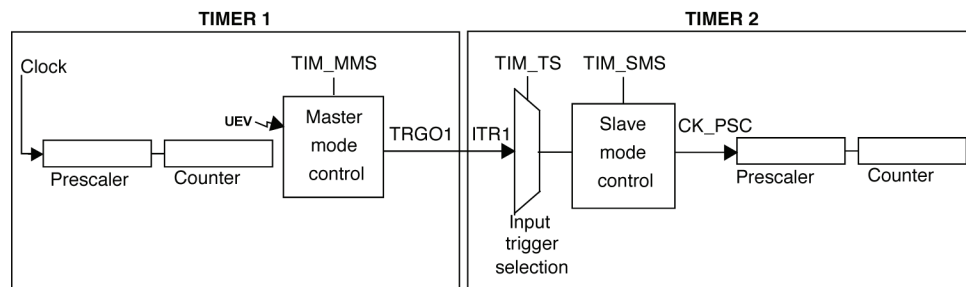 TIMER 1
TIMER 2
Clock
TIM_MMS
TIM_TS
TIM_SMS
UEV
Master
mode
control
TRGO1
ITR1
Slave
mode
control
CK_PSC
Prescaler
Counter
Prescaler
Counter
Input
trigger
selection